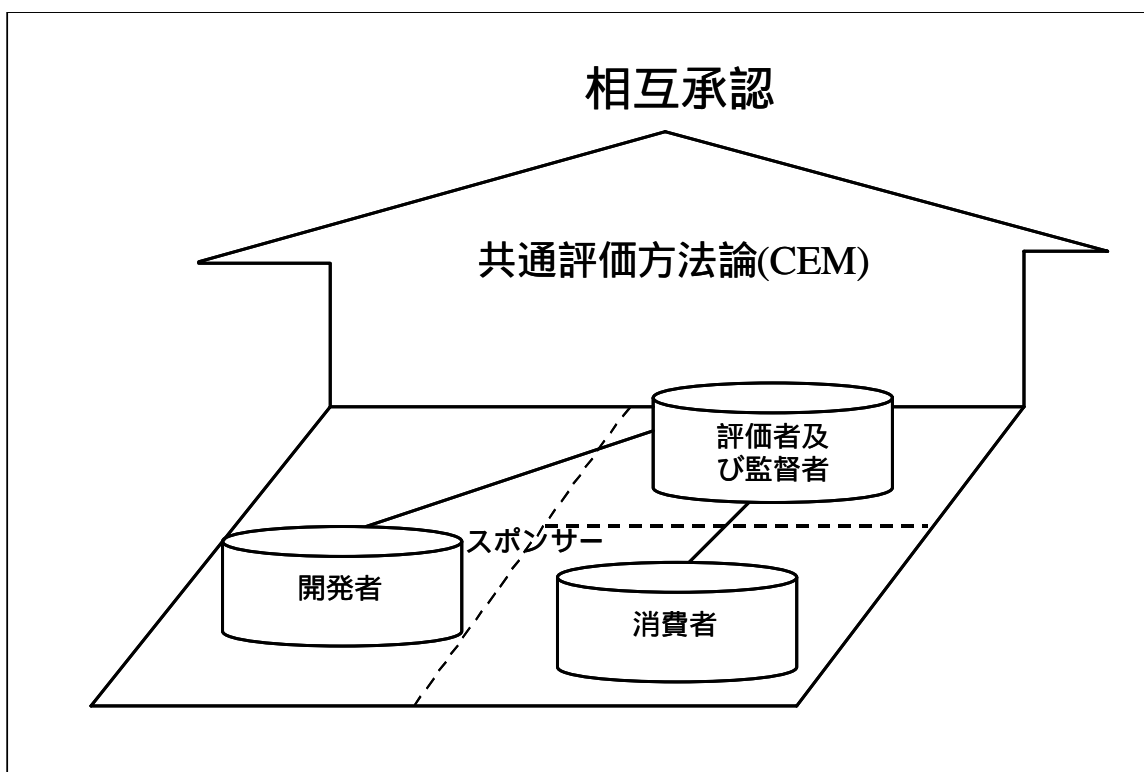 相互承認
共通評価方法論(CEM)
評価者及
び監督者
スポンサー
開発者
消費者